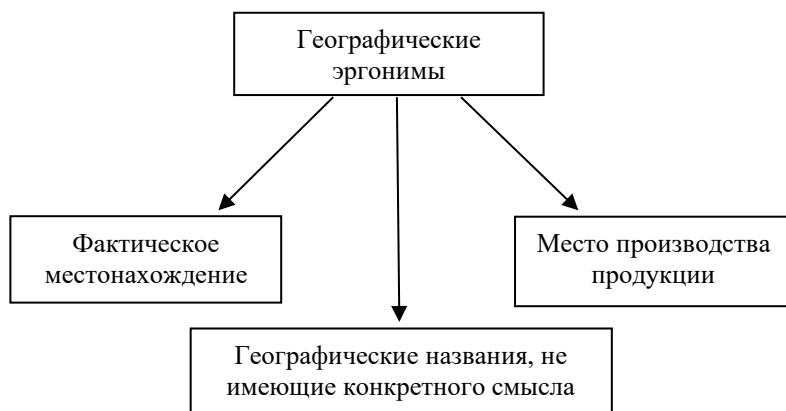 Географические
эргонимы
Фактическое
местонахождение
Место производства
продукции
Географические названия, не
имеющие конкретного смысла